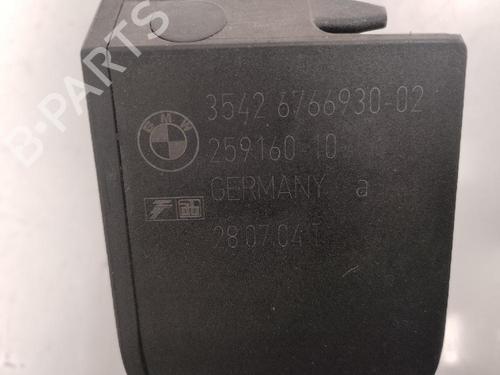 B-PARTS
BMW
3542 6766930-02
259160-10
GERMANY a
28.07.04